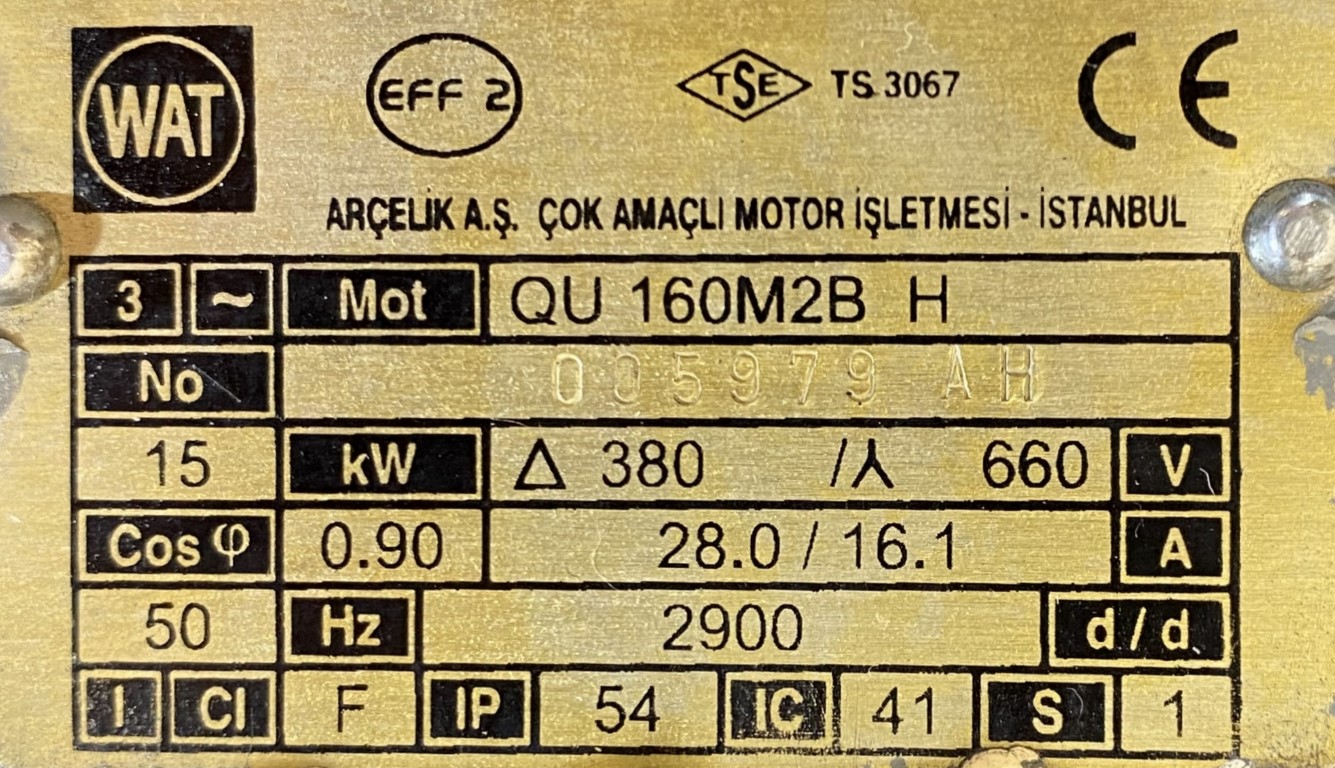 WAT
EFF 2
TSE TS 3067
CE
ARÇELİK A.Ş. ÇOK AMAÇLI MOTOR İŞLETMESİ - İSTANBUL
3 ~ Mot QU 160M2B H
No 005979 AH
15 kW Δ 380 /⅄ 660 V
Cos φ 0.90 28.0 / 16.1 A
50 Hz 2900 d/d
I CI F IP 54 IC 41 S 1